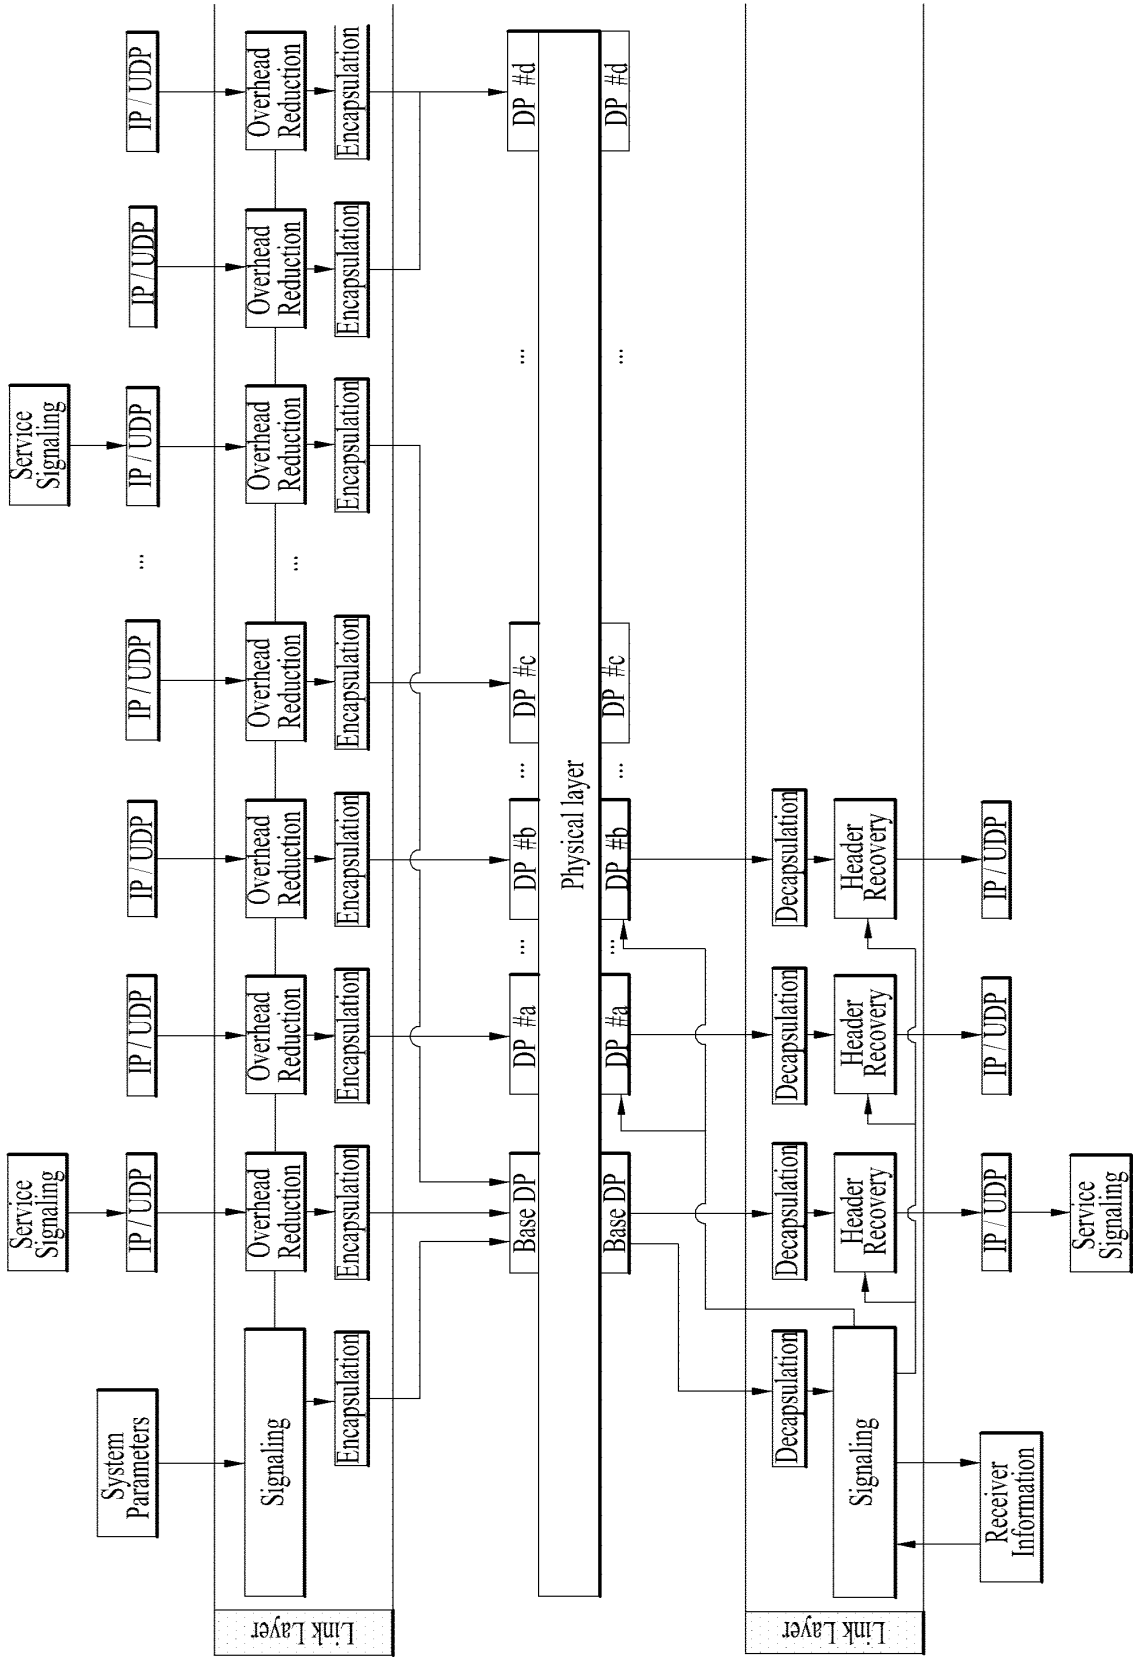 Service
Signaling
Service
Signaling
System
Parameters
IP / UDP
IP / UDP
IP / UDP
IP / UDP
...
IP / UDP
IP / UDP
IP / UDP
Link Layer
Signaling
Overhead
Reduction
Overhead
Reduction
Overhead
Reduction
Overhead
Reduction
...
Overhead
Reduction
Overhead
Reduction
Overhead
Reduction
Encapsulation
Encapsulation
Encapsulation
Encapsulation
Encapsulation
Encapsulation
Encapsulation
Encapsulation
Base DP
DP #a
...
DP #b
...
DP #c
...
DP #d
Physical layer
Base DP
DP #a
...
DP #b
...
DP #c
...
DP #d
Link Layer
Decapsulation
Decapsulation
Decapsulation
Decapsulation
Signaling
Header
Recovery
Header
Recovery
Header
Recovery
Receiver
Information
IP / UDP
IP / UDP
IP / UDP
Service
Signaling